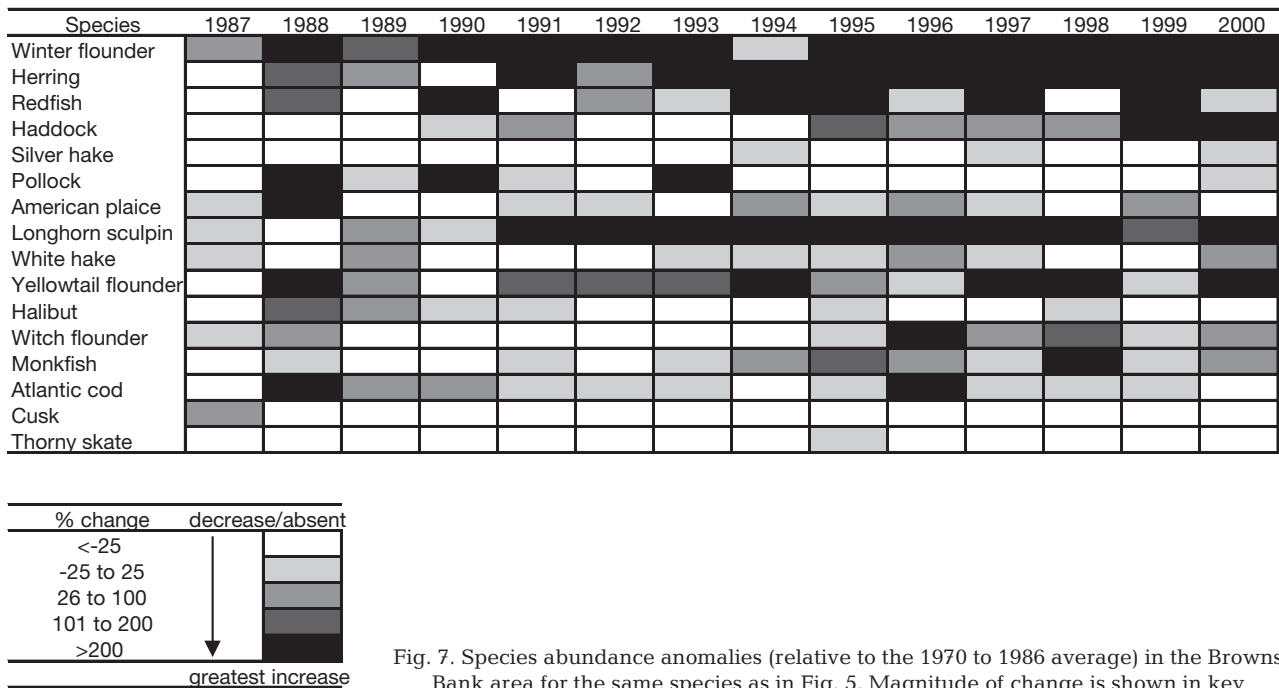 Species 1987 1988 1989 1990 1991 1992 1993 1994 1995 1996 1997 1998 1999 2000
Winter flounder
Herring
Redfish
Haddock
Silver hake
Pollock
American plaice
Longhorn sculpin
White hake
Yellowtail flounder
Halibut
Witch flounder
Monkfish
Atlantic cod
Cusk
Thorny skate
% change decrease/absent
<-25
-25 to 25
26 to 100
101 to 200
>200
greatest increase
Fig. 7. Species abundance anomalies (relative to the 1970 to 1986 average) in the Browns
Bank area for the same species as in Fig. 5. Magnitude of change is shown in key